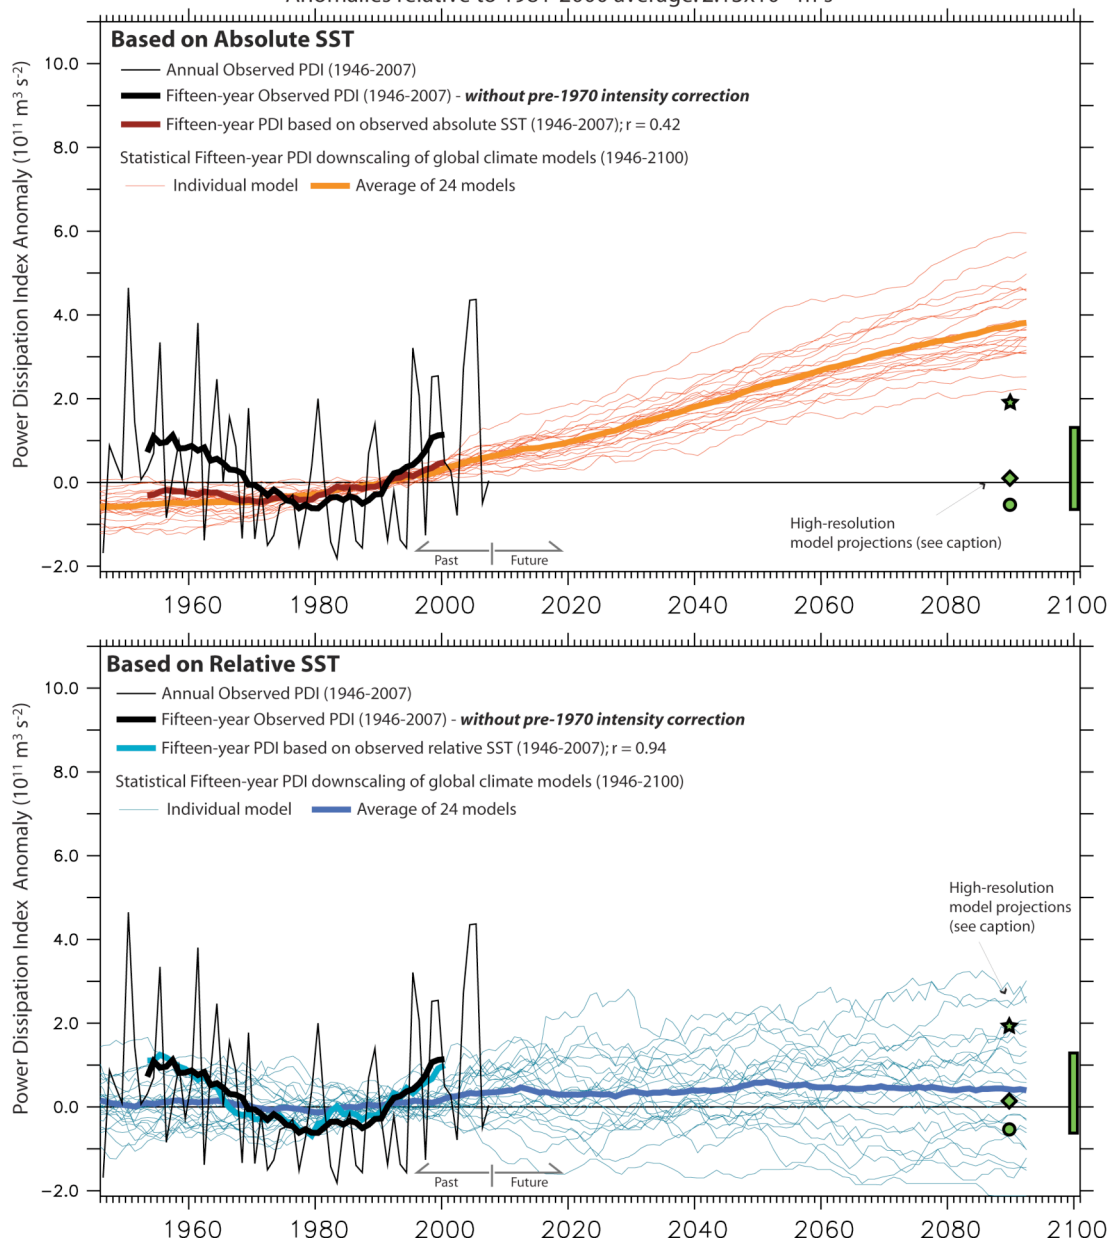 Anomalies relative to 1981-2000 average: 2.13x10
Based on Absolute SST
Annual Observed PDI (1946-2007)
Fifteen-year Observed PDI (1946-2007) - without pre-1970 intensity correction
Fifteen-year PDI based on observed absolute SST (1946-2007); r = 0.42
Statistical Fifteen-year PDI downscaling of global climate models (1946-2100)
Individual model
Average of 24 models
Power Dissipation Index Anomaly (10¹¹ m³ s⁻²)
10.0
8.0
6.0
4.0
2.0
0.0
−2.0
High-resolution
model projections (see caption)
Past
Future
1960
1980
2000
2020
2040
2060
2080
2100
Based on Relative SST
Annual Observed PDI (1946-2007)
Fifteen-year Observed PDI (1946-2007) - without pre-1970 intensity correction
Fifteen-year PDI based on observed relative SST (1946-2007); r = 0.94
Statistical Fifteen-year PDI downscaling of global climate models (1946-2100)
Individual model
Average of 24 models
Power Dissipation Index Anomaly (10¹¹ m³ s⁻²)
10.0
8.0
6.0
4.0
2.0
0.0
−2.0
High-resolution
model projections
(see caption)
Past
Future
1960
1980
2000
2020
2040
2060
2080
2100